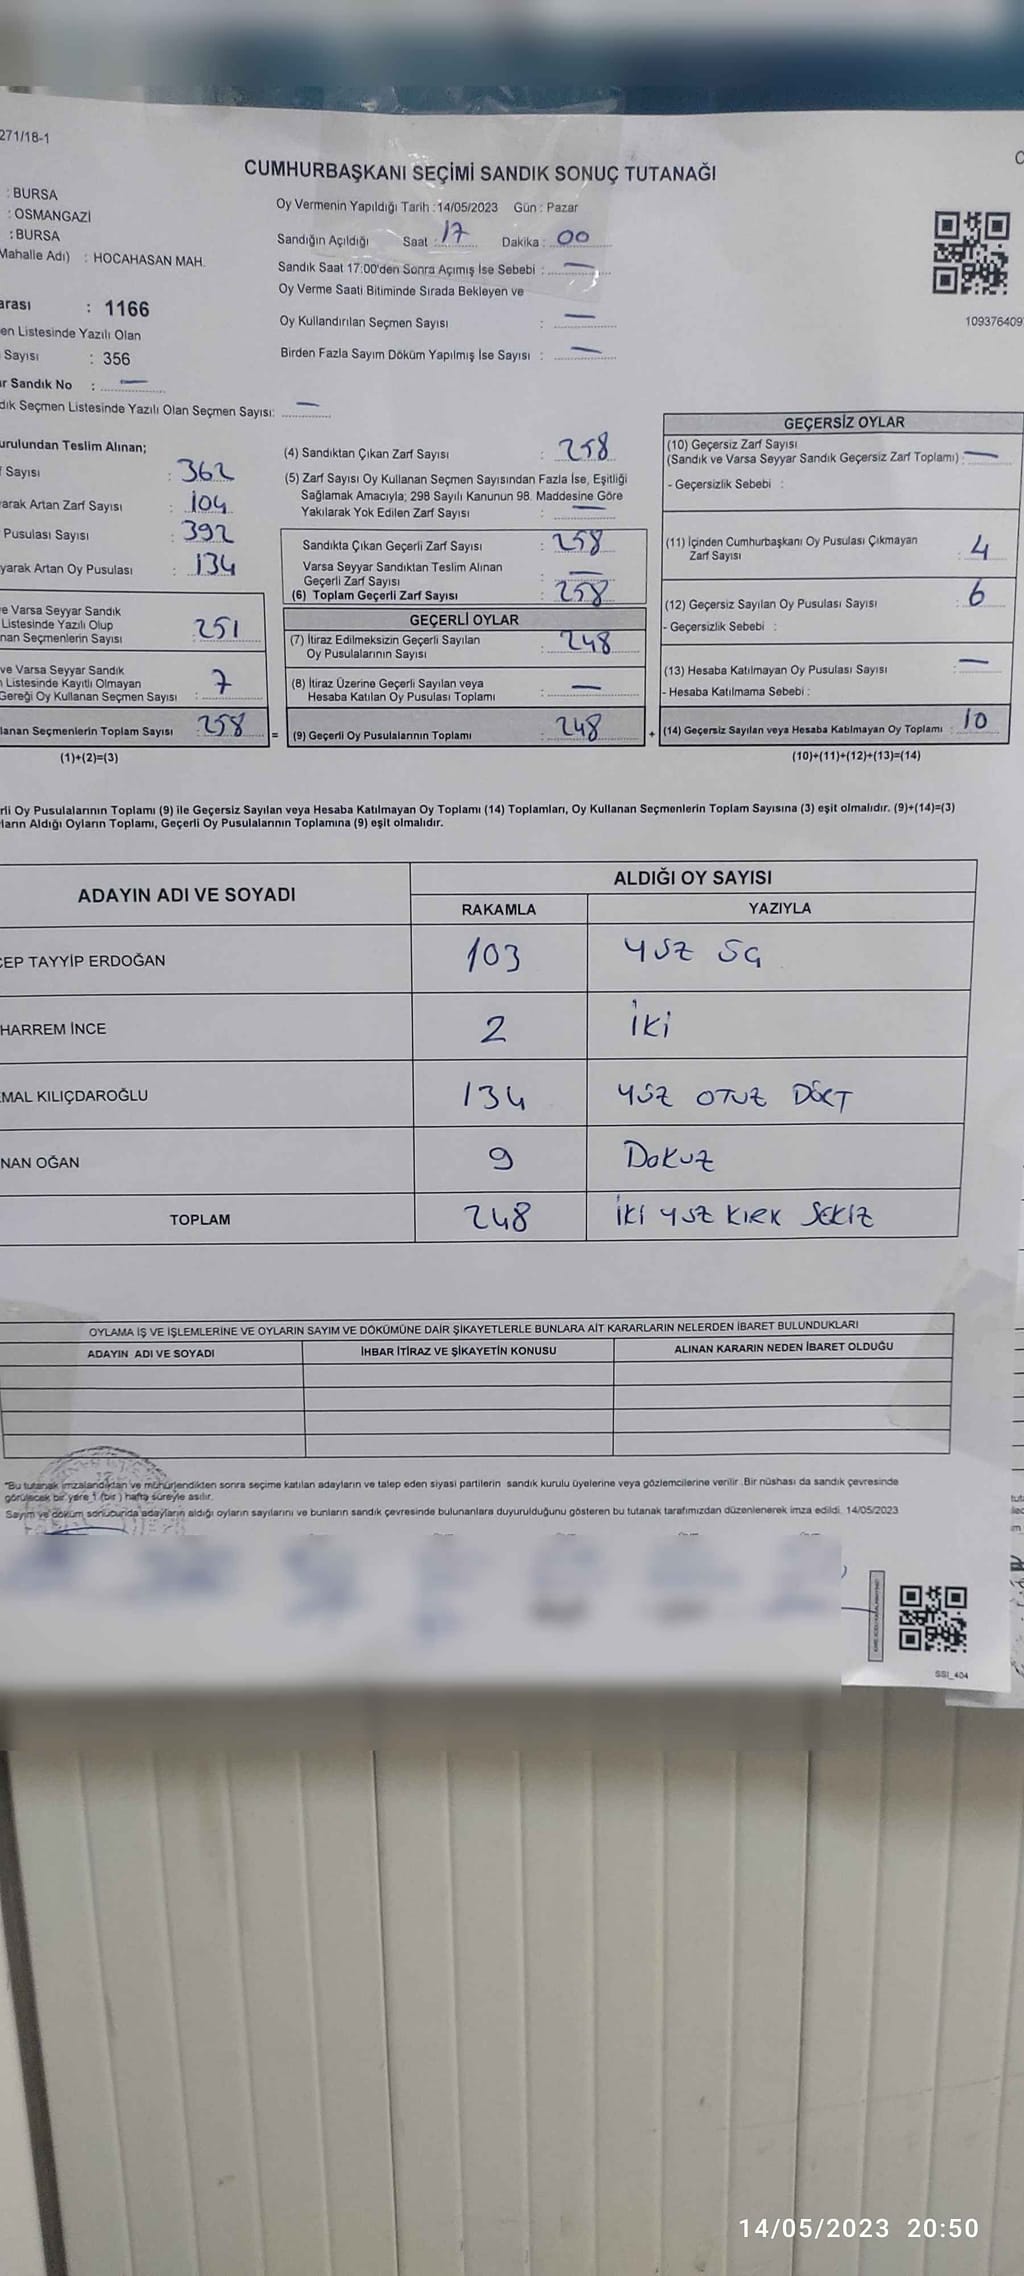 271/18-1
CUMHURBAŞKANI SEÇİMİ SANDIK SONUÇ TUTANAĞI
: BURSA
: OSMANGAZİ
: BURSA
Mahalle Adı) : HOCAHASAN MAH.
arası : 1166
en Listesinde Yazılı Olan
Sayısı : 356
ır Sandık No : —
dık Seçmen Listesinde Yazılı Olan Seçmen Sayısı: —
Oy Vermenin Yapıldığı Tarih :14/05/2023 Gün : Pazar
Sandığın Açıldığı Saat : 17 Dakika : 00
Sandık Saat 17:00'den Sonra Açımış İse Sebebi : —
Oy Verme Saati Bitiminde Sırada Bekleyen ve
Oy Kullandırılan Seçmen Sayısı : —
Birden Fazla Sayım Döküm Yapılmış İse Sayısı : —
109376409
urulundan Teslim Alınan;
f Sayısı : 362
arak Artan Zarf Sayısı : 104
Pusulası Sayısı : 392
yarak Artan Oy Pusulası : 134
e Varsa Seyyar Sandık
Listesinde Yazılı Olup
nan Seçmenlerin Sayısı 251
ve Varsa Seyyar Sandık
n Listesinde Kayıtlı Olmayan
Gereği Oy Kullanan Seçmen Sayısı : 7
lanan Seçmenlerin Toplam Sayısı 258
(1)+(2)=(3)
(4) Sandıktan Çıkan Zarf Sayısı : 258
(5) Zarf Sayısı Oy Kullanan Seçmen Sayısından Fazla İse, Eşitliği
Sağlamak Amacıyla; 298 Sayılı Kanunun 98. Maddesine Göre
Yakılarak Yok Edilen Zarf Sayısı : —
Sandıkta Çıkan Geçerli Zarf Sayısı : 258
Varsa Seyyar Sandıktan Teslim Alınan
Geçerli Zarf Sayısı : —
(6) Toplam Geçerli Zarf Sayısı : 258
GEÇERLİ OYLAR
(7) İtiraz Edilmeksizin Geçerli Sayılan
Oy Pusulalarının Sayısı : 248
(8) İtiraz Üzerine Geçerli Sayılan veya
Hesaba Katılan Oy Pusulası Toplamı : —
= (9) Geçerli Oy Pusulalarının Toplamı : 248
GEÇERSİZ OYLAR
(10) Geçersiz Zarf Sayısı
(Sandık ve Varsa Seyyar Sandık Geçersiz Zarf Toplamı) : —
- Geçersizlik Sebebi :
(11) İçinden Cumhurbaşkanı Oy Pusulası Çıkmayan
Zarf Sayısı : 4
(12) Geçersiz Sayılan Oy Pusulası Sayısı : 6
- Geçersizlik Sebebi :
(13) Hesaba Katılmayan Oy Pusulası Sayısı : —
- Hesaba Katılmama Sebebi :
+ (14) Geçersiz Sayılan veya Hesaba Katılmayan Oy Toplamı : 10
(10)+(11)+(12)+(13)=(14)
rli Oy Pusulalarının Toplamı (9) ile Geçersiz Sayılan veya Hesaba Katılmayan Oy Toplamı (14) Toplamları, Oy Kullanan Seçmenlerin Toplam Sayısına (3) eşit olmalıdır. (9)+(14)=(3)
ların Aldığı Oyların Toplamı, Geçerli Oy Pusulalarının Toplamına (9) eşit olmalıdır.
ADAYIN ADI VE SOYADI ALDIĞI OY SAYISI
RAKAMLA YAZIYLA
CEP TAYYİP ERDOĞAN 103 YÜZ ÜÇ
HARREM İNCE 2 İKİ
EMAL KILIÇDAROĞLU 134 YÜZ OTUZ DÖRT
NAN OĞAN 9 DOKUZ
TOPLAM 248 İKİ YÜZ KIRK SEKİZ
OYLAMA İŞ VE İŞLEMLERİNE VE OYLARIN SAYIM VE DÖKÜMÜNE DAİR ŞİKAYETLERLE BUNLARA AİT KARARLARIN NELERDEN İBARET BULUNDUKLARI
ADAYIN ADI VE SOYADI İHBAR İTİRAZ VE ŞİKAYETİN KONUSU ALINAN KARARIN NEDEN İBARET OLDUĞU
*Bu tutanak imzalandıktan ve mühürlendikten sonra seçime katılan adayların ve talep eden siyasi partilerin sandık kurulu üyelerine veya gözlemcilerine verilir. Bir nüshası da sandık çevresinde
görülecek bir yere 1 (bir ) hafta süreyle asılır.
Sayım ve döküm sonucunda adayların aldığı oyların sayılarını ve bunların sandık çevresinde bulunanlara duyurulduğunu gösteren bu tutanak tarafımızdan düzenlenerek imza edildi. 14/05/2023
SSI_404
14/05/2023 20:50